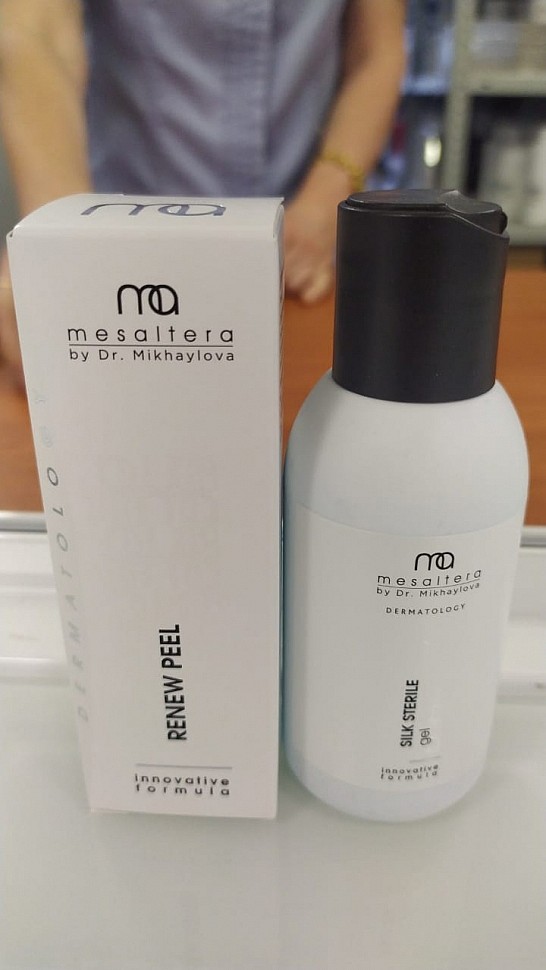 ma
ma
mesaltera
by Dr. Mikhaylova
DERMATOLOGY
RENEW PEEL
innovative
formula
ma
mesaltera
by Dr. Mikhaylova
DERMATOLOGY
SILK STERILE
gel
innovative
formula